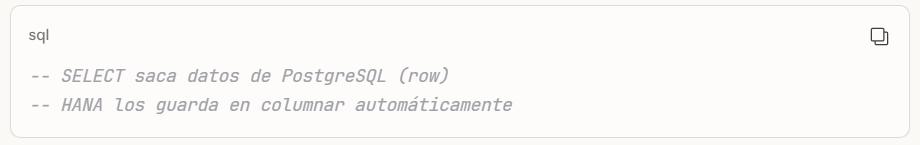 sql
-- SELECT saca datos de PostgreSQL (row)
-- HANA los guarda en columnar automáticamente